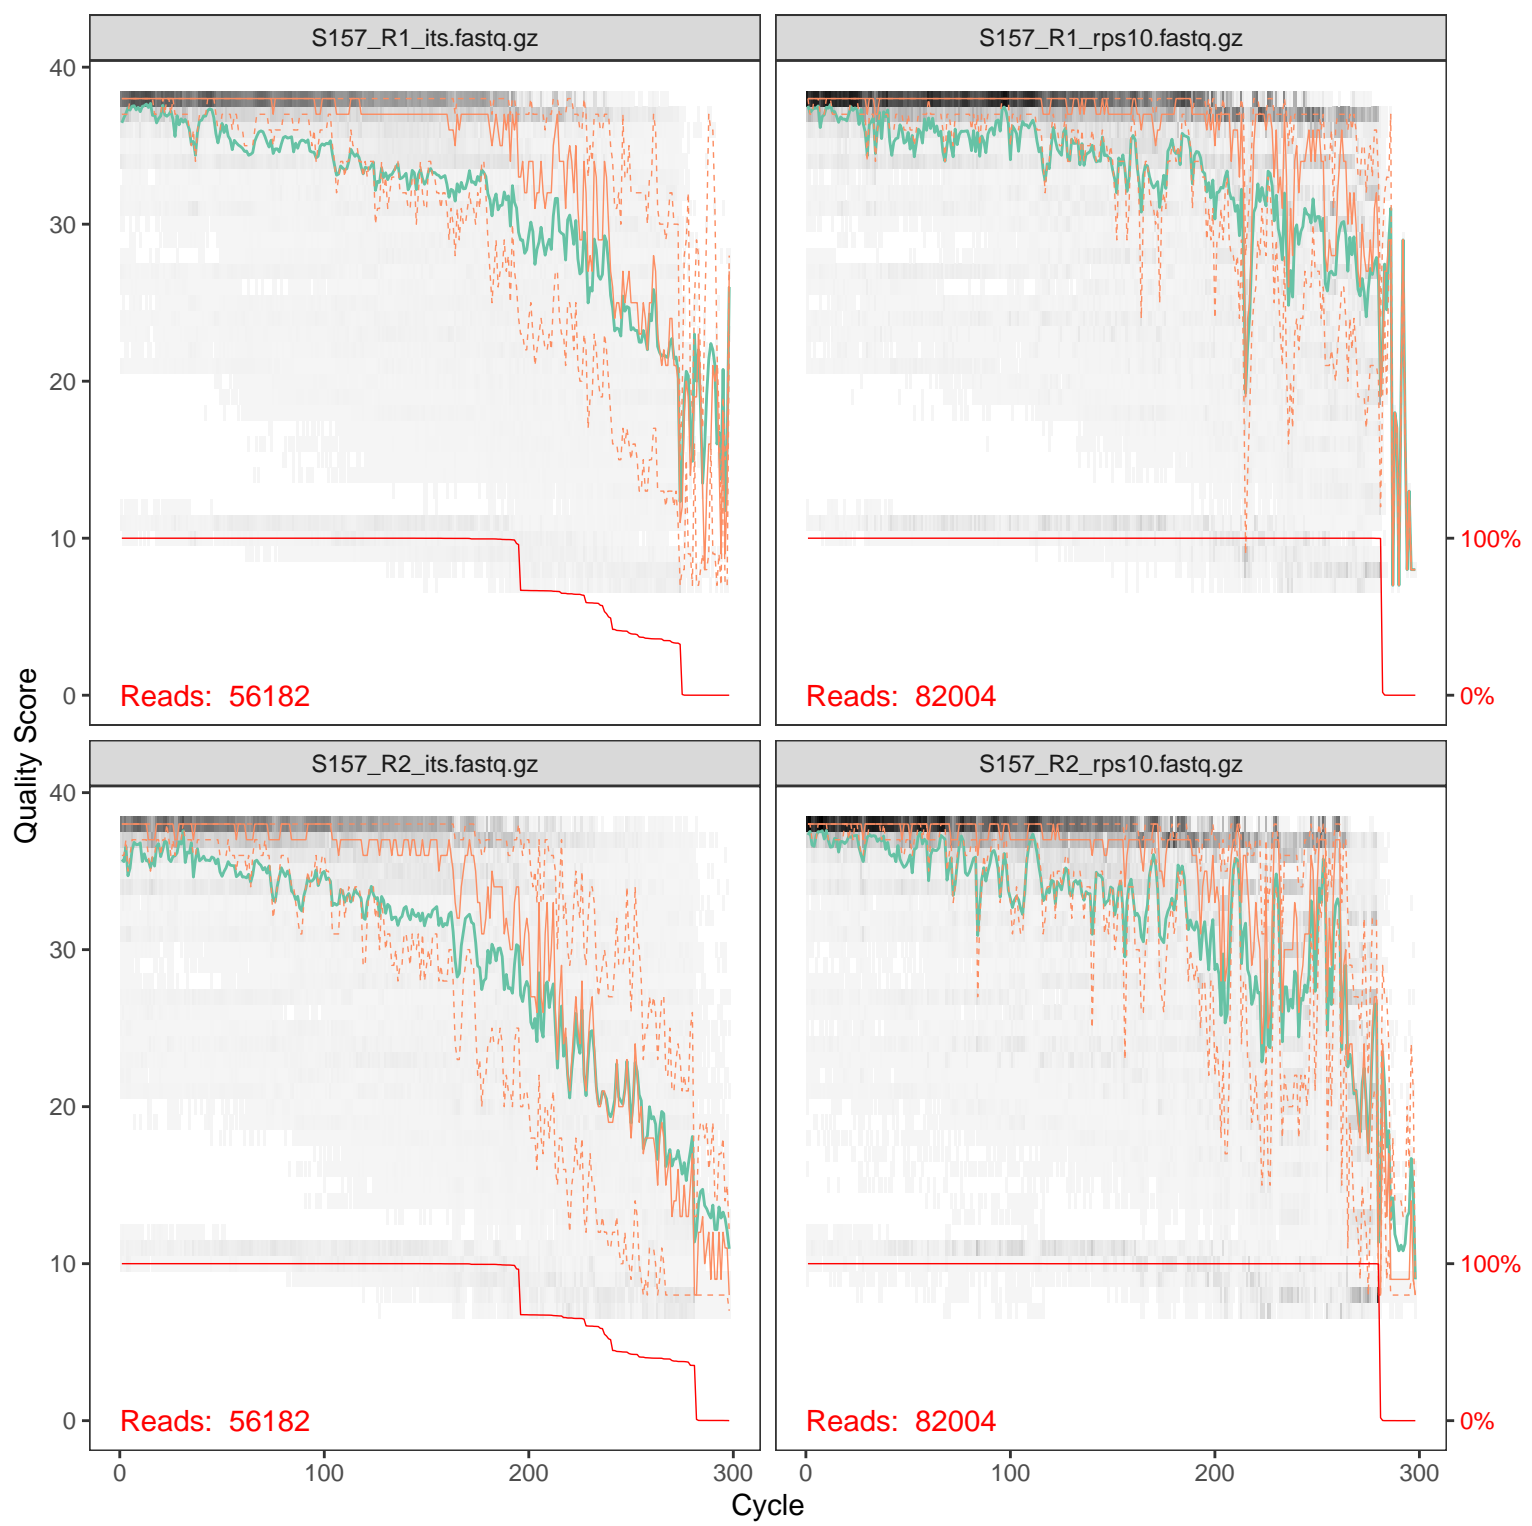 S157_R1_its.fastq.gz
S157_R1_rps10.fastq.gz
40
30
20
10
0
100%
0%
Reads: 56182
Reads: 82004
Quality Score
S157_R2_its.fastq.gz
S157_R2_rps10.fastq.gz
40
30
20
10
0
100%
0%
Reads: 56182
Reads: 82004
0 100 200 300
0 100 200 300
Cycle